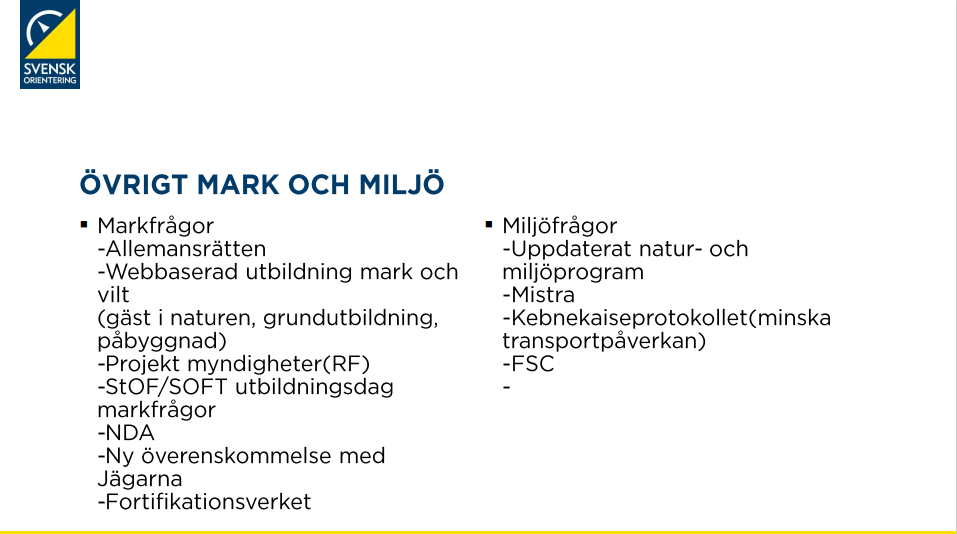 SVENSK
ORIENTERING
ÖVRIGT MARK OCH MILJÖ
▪ Markfrågor
-Allemansrätten
-Webbaserad utbildning mark och
vilt
(gäst i naturen, grundutbildning,
påbyggnad)
-Projekt myndigheter(RF)
-StOF/SOFT utbildningsdag
markfrågor
-NDA
-Ny överenskommelse med
Jägarna
-Fortifikationsverket
▪ Miljöfrågor
-Uppdaterat natur- och
miljöprogram
-Mistra
-Kebnekaiseprotokollet(minska
transportpåverkan)
-FSC
-